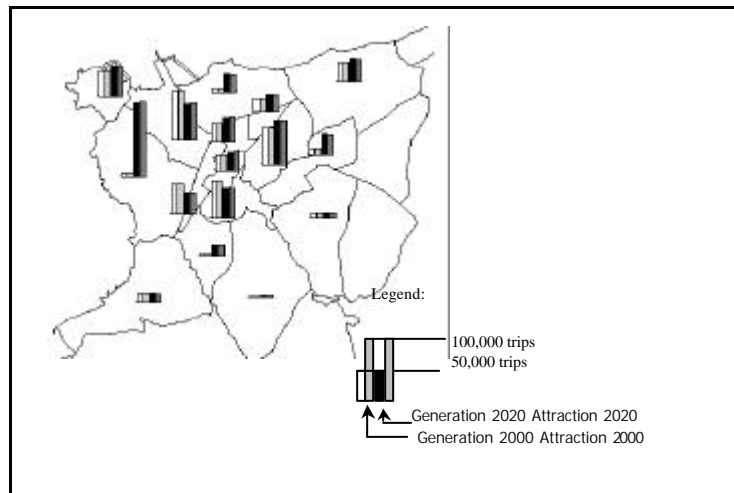 Legend:
100,000 trips
50,000 trips
Generation 2020 Attraction 2020
Generation 2000 Attraction 2000